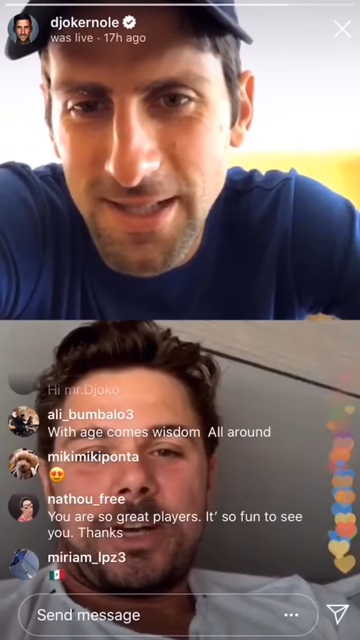 djokernole
was live · 17h ago
Hi mr.Djoko
ali_bumbalo3
With age comes wisdom All around
mikimikiponta
😍
nathou_free
You are so great players. It' so fun to see
you. Thanks
miriam_lpz3
🇲🇽
Send message